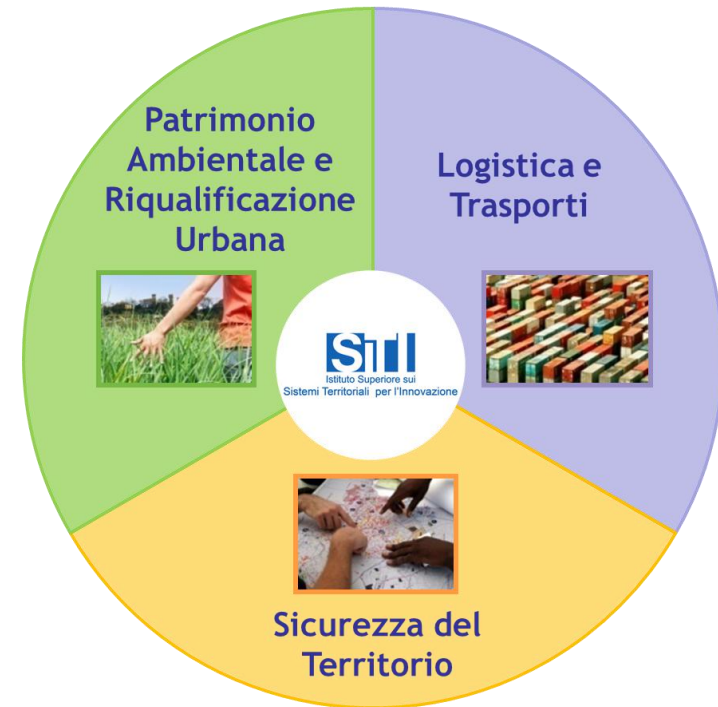 Patrimonio
Ambientale e
Riqualificazione
Urbana
Logistica e
Trasporti
SiTI
Istituto Superiore sui
Sistemi Territoriali per l'Innovazione
Sicurezza del
Territorio